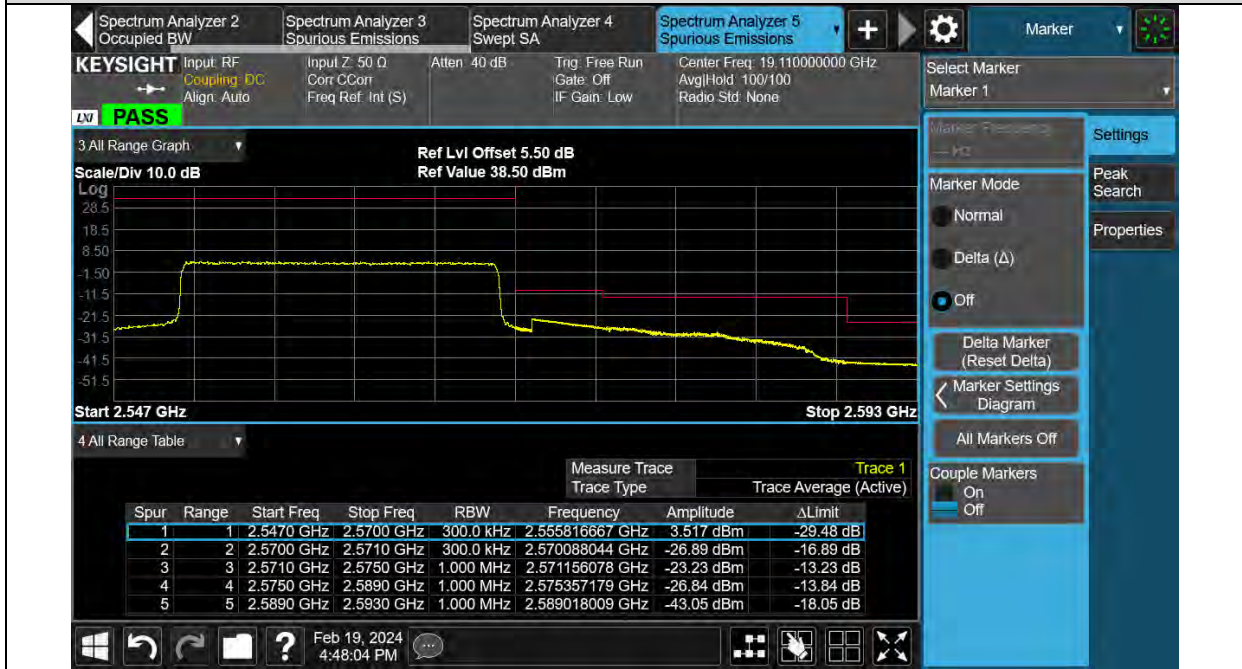 Spectrum Analyzer 2 Spectrum Analyzer 3 Spectrum Analyzer 4 Spectrum Analyzer 5 Marker
Occupied BW Spurious Emissions Swept SA Spurious Emissions
KEYSIGHT Input: RF Input Z: 50 Ω Atten: 40 dB Trig: Free Run Center Freq: 19.110000000 GHz
Coupling: DC Corr CCorr Gate: Off Avg|Hold: 100/100
Align: Auto Freq Ref: Int (S) IF Gain: Low Radio Std: None
LXI PASS
Select Marker
Marker 1
3 All Range Graph
Ref Lvl Offset 5.50 dB
Scale/Div 10.0 dB Ref Value 38.50 dBm
Log
28.5
18.5
8.50
-1.50
-11.5
-21.5
-31.5
-41.5
-51.5
Start 2.547 GHz Stop 2.593 GHz
4 All Range Table
Measure Trace Trace 1
Trace Type Trace Average (Active)
Spur Range Start Freq Stop Freq RBW Frequency Amplitude ΔLimit
1 1 2.5470 GHz 2.5700 GHz 300.0 kHz 2.555816667 GHz 3.517 dBm -29.48 dB
2 2 2.5700 GHz 2.5710 GHz 300.0 kHz 2.570088044 GHz -26.89 dBm -16.89 dB
3 3 2.5710 GHz 2.5750 GHz 1.000 MHz 2.571156078 GHz -23.23 dBm -13.23 dB
4 4 2.5750 GHz 2.5890 GHz 1.000 MHz 2.575357179 GHz -26.84 dBm -13.84 dB
5 5 2.5890 GHz 2.5930 GHz 1.000 MHz 2.589018009 GHz -43.05 dBm -18.05 dB
Marker Frequency
--- Hz
Marker Mode
Normal
Delta (Δ)
Off
Delta Marker
(Reset Delta)
Marker Settings
Diagram
All Markers Off
Couple Markers
On
Off
Settings
Peak
Search
Properties
Feb 19, 2024
4:48:04 PM